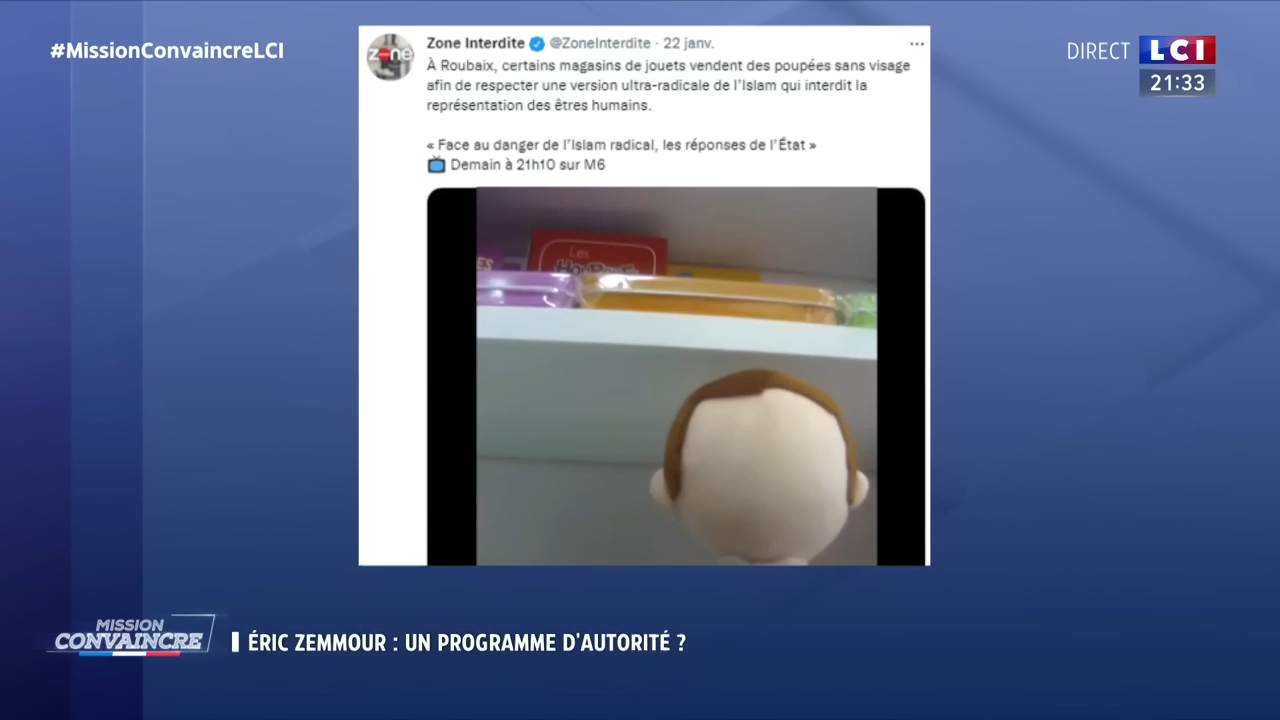 #MissionConvaincreLCI
DIRECT LCI
21:33
zone
Zone Interdite @ZoneInterdite · 22 janv.
À Roubaix, certains magasins de jouets vendent des poupées sans visage
afin de respecter une version ultra-radicale de l'Islam qui interdit la
représentation des êtres humains.
« Face au danger de l'Islam radical, les réponses de l'État »
Demain à 21h10 sur M6
Les
MISSION
CONVAINCRE
ÉRIC ZEMMOUR : UN PROGRAMME D'AUTORITÉ ?